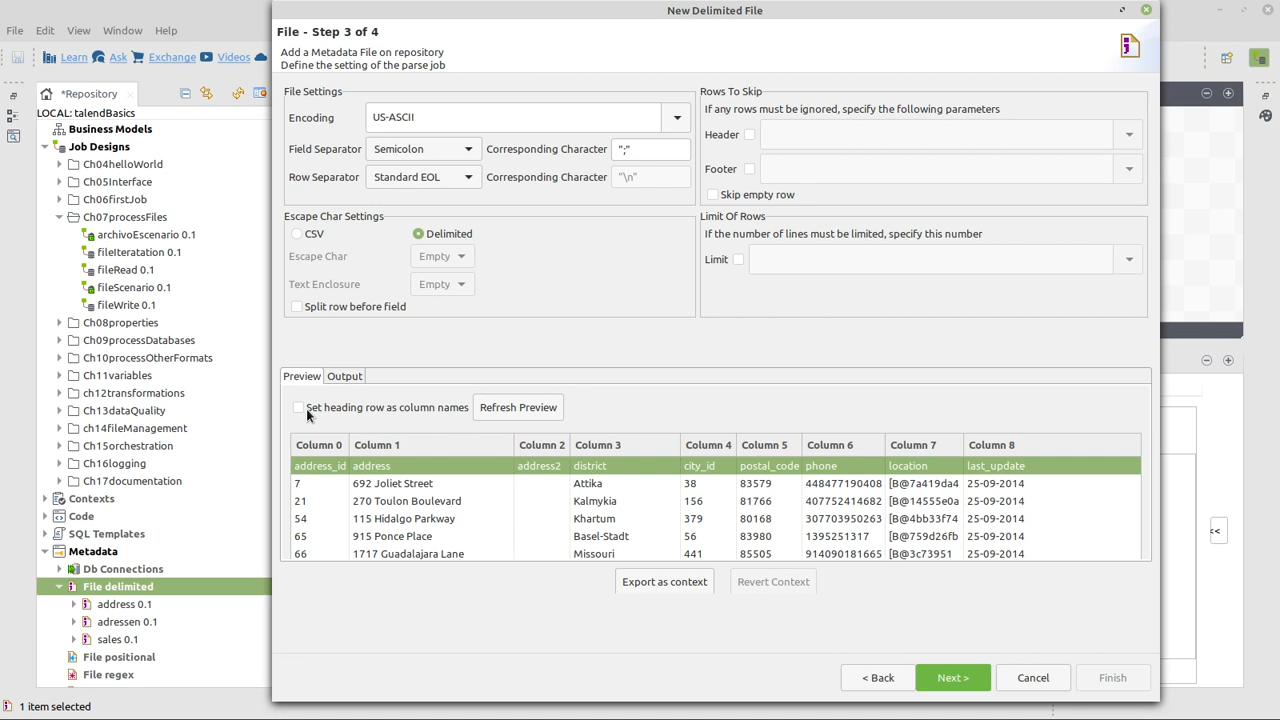 New Delimited File
File Edit View Window Help
Learn Ask Exchange Videos
*Repository
LOCAL: talendBasics
Business Models
Job Designs
Ch04helloWorld
Ch05Interface
Ch06firstJob
Ch07processFiles
archivoEscenario 0.1
fileIteratation 0.1
fileRead 0.1
fileScenario 0.1
fileWrite 0.1
Ch08properties
Ch09processDatabases
Ch10processOtherFormats
Ch11variables
ch12transformations
Ch13dataQuality
ch14fileManagement
Ch15orchestration
Ch16logging
Ch17documentation
Contexts
Code
SQL Templates
Metadata
Db Connections
File delimited
address 0.1
adressen 0.1
sales 0.1
File positional
File regex
1 item selected
File - Step 3 of 4
Add a Metadata File on repository
Define the setting of the parse job
File Settings
Encoding US-ASCII
Field Separator Semicolon Corresponding Character ";"
Row Separator Standard EOL Corresponding Character "\n"
Rows To Skip
If any rows must be ignored, specify the following parameters
Header
Footer
Skip empty row
Escape Char Settings
CSV Delimited
Escape Char Empty
Text Enclosure Empty
Split row before field
Limit Of Rows
If the number of lines must be limited, specify this number
Limit
Preview Output
Set heading row as column names Refresh Preview
Column 0 Column 1 Column 2 Column 3 Column 4 Column 5 Column 6 Column 7 Column 8
address_id address address2 district city_id postal_code phone location last_update
7 692 Joliet Street Attika 38 83579 448477190408 [B@7a419da4 25-09-2014
21 270 Toulon Boulevard Kalmykia 156 81766 407752414682 [B@14555e0a 25-09-2014
54 115 Hidalgo Parkway Khartum 379 80168 307703950263 [B@4bb33f74 25-09-2014
65 915 Ponce Place Basel-Stadt 56 83980 1395251317 [B@759d26fb 25-09-2014
66 1717 Guadalajara Lane Missouri 441 85505 914090181665 [B@3c73951 25-09-2014
Export as context Revert Context
<<
< Back Next > Cancel Finish